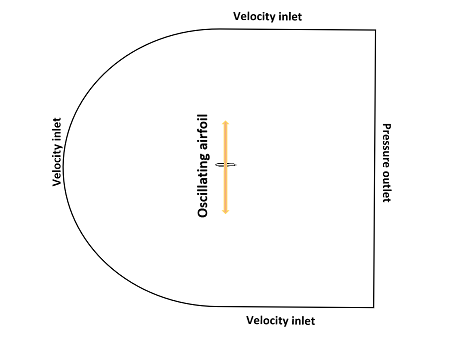 Velocity inlet
Velocity inlet
Oscillating airfoil
Pressure outlet
Velocity inlet